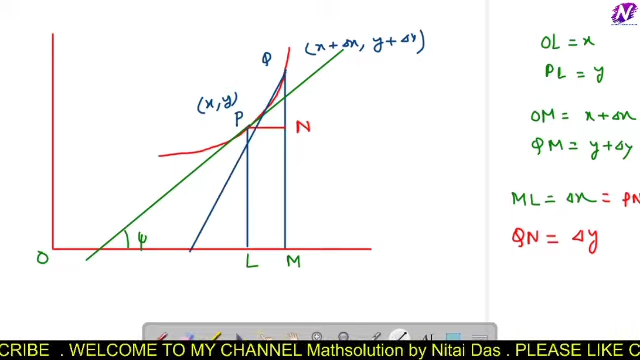 N
Q
(x + Δx, y + Δy)
(x, y)
P
N
ψ
O
L
M
OL = x
PL = y
OM = x + Δx
QM = y + Δy
ML = Δx = PN
QN = Δy
CRIBE . WELCOME TO MY CHANNEL Mathsolution by Nitai Das . PLEASE LIKE C